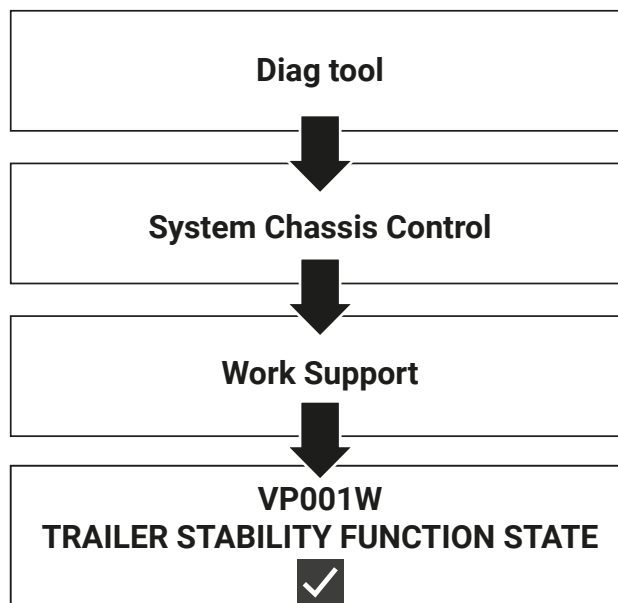 Diag tool
System Chassis Control
Work Support
VP001W
TRAILER STABILITY FUNCTION STATE